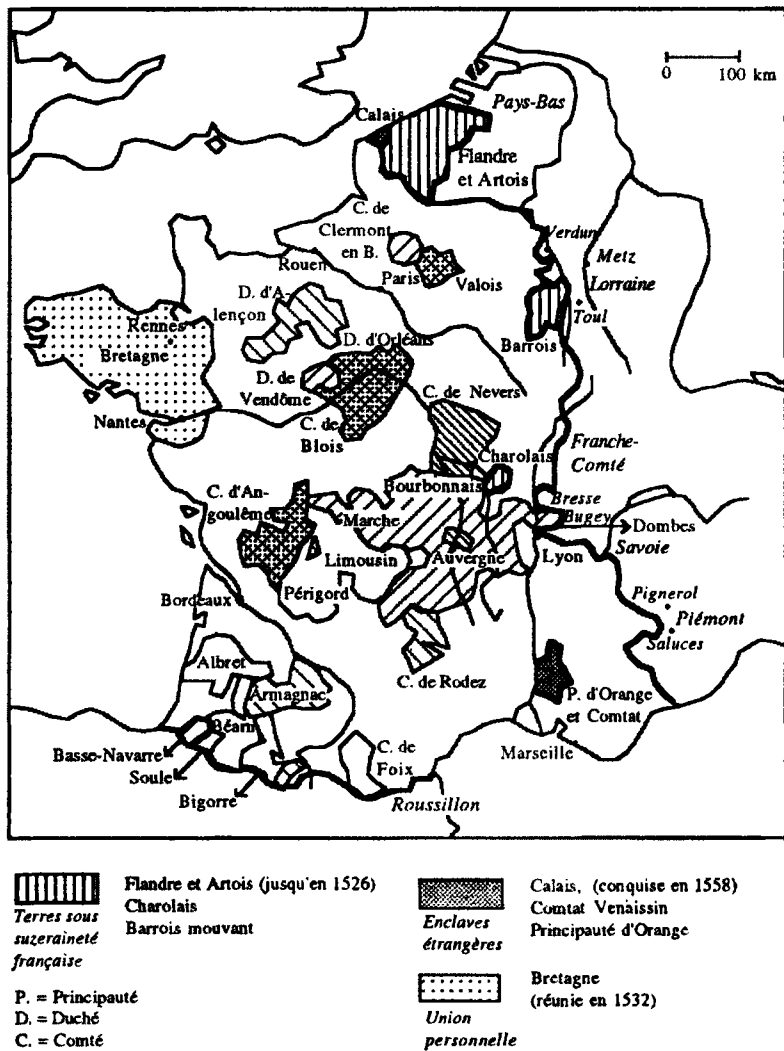 0 100 km
Pays-Bas
Calais
Flandre
et Artois
C. de
Clermont
en B.
Verdun
Rouen
Metz
Paris
Valois
Lorraine
D. d'A-
lençon
Toul
Rennes
D. d'Orléans
Barrois
Bretagne
D. de
Vendôme
C. de Nevers
Nantes
C. de
Blois
Franche-
Comté
Charolais
Bourbonnais
C. d'An-
goulême
Bresse
Marche
Bugey
Dombes
Limousin
Auvergne
Lyon
Savoie
Périgord
Bordeaux
Pignerol
Piémont
Saluces
Albret
Armagnac
C. de Rodez
P. d'Orange
et Comtat
Béarn
Basse-Navarre
Soule
C. de
Foix
Marseille
Bigorre
Roussillon
Terres sous
suzeraineté
française
Flandre et Artois (jusqu'en 1526)
Charolais
Barrois mouvant
P. = Principauté
D. = Duché
C. = Comté
Enclaves
étrangères
Calais, (conquise en 1558)
Comtat Venaissin
Principauté d'Orange
Union
personnelle
Bretagne
(réunie en 1532)